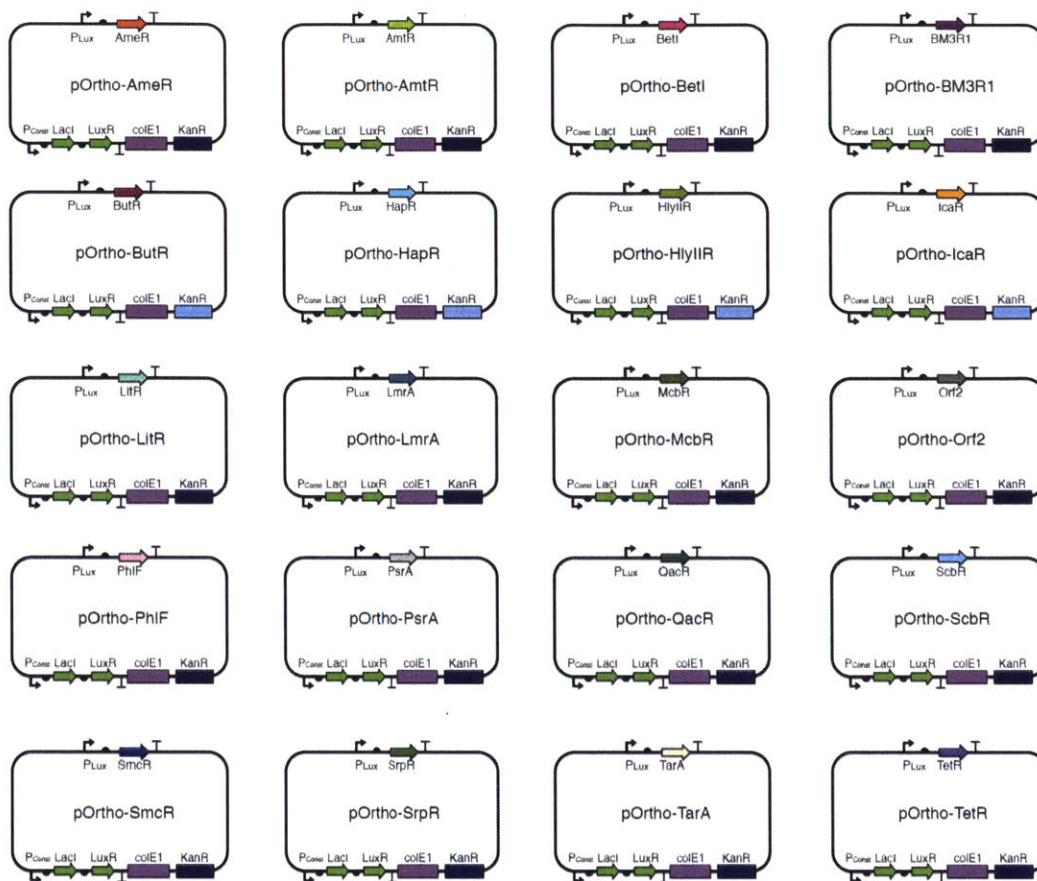 PLux AmeR
pOrtho-AmeR
PConst LacI LuxR colE1 KanR
PLux AmtR
pOrtho-AmtR
PConst LacI LuxR colE1 KanR
PLux BetI
pOrtho-BetI
PConst LacI LuxR colE1 KanR
PLux BM3R1
pOrtho-BM3R1
PConst LacI LuxR colE1 KanR
PLux ButR
pOrtho-ButR
PConst LacI LuxR colE1 KanR
PLux HapR
pOrtho-HapR
PConst LacI LuxR colE1 KanR
PLux HlyIIR
pOrtho-HlyIIR
PConst LacI LuxR colE1 KanR
PLux IcaR
pOrtho-IcaR
PConst LacI LuxR colE1 KanR
PLux LitR
pOrtho-LitR
PConst LacI LuxR colE1 KanR
PLux LmrA
pOrtho-LmrA
PConst LacI LuxR colE1 KanR
PLux McbR
pOrtho-McbR
PConst LacI LuxR colE1 KanR
PLux Orf2
pOrtho-Orf2
PConst LacI LuxR colE1 KanR
PLux PhlF
pOrtho-PhlF
PConst LacI LuxR colE1 KanR
PLux PsrA
pOrtho-PsrA
PConst LacI LuxR colE1 KanR
PLux QacR
pOrtho-QacR
PConst LacI LuxR colE1 KanR
PLux ScbR
pOrtho-ScbR
PConst LacI LuxR colE1 KanR
PLux SmcR
pOrtho-SmcR
PConst LacI LuxR colE1 KanR
PLux SrpR
pOrtho-SrpR
PConst LacI LuxR colE1 KanR
PLux TarA
pOrtho-TarA
PConst LacI LuxR colE1 KanR
PLux TetR
pOrtho-TetR
PConst LacI LuxR colE1 KanR